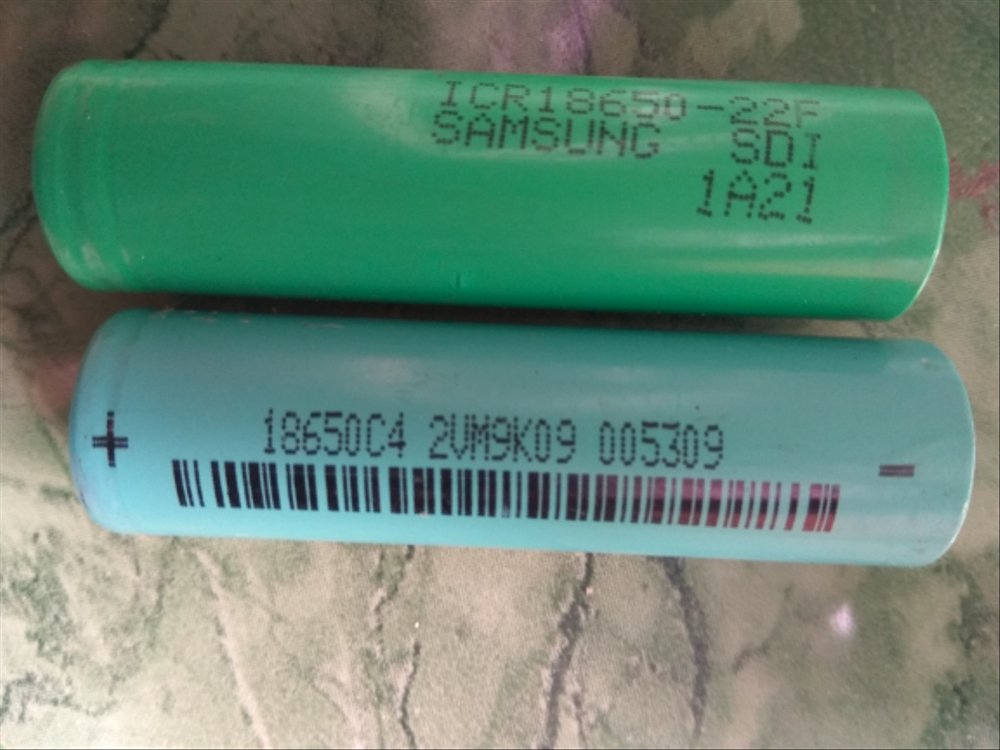 ICR18650-22F
SAMSUNG SDI
1A21
+
18650C4 2VM9K09 005309
-